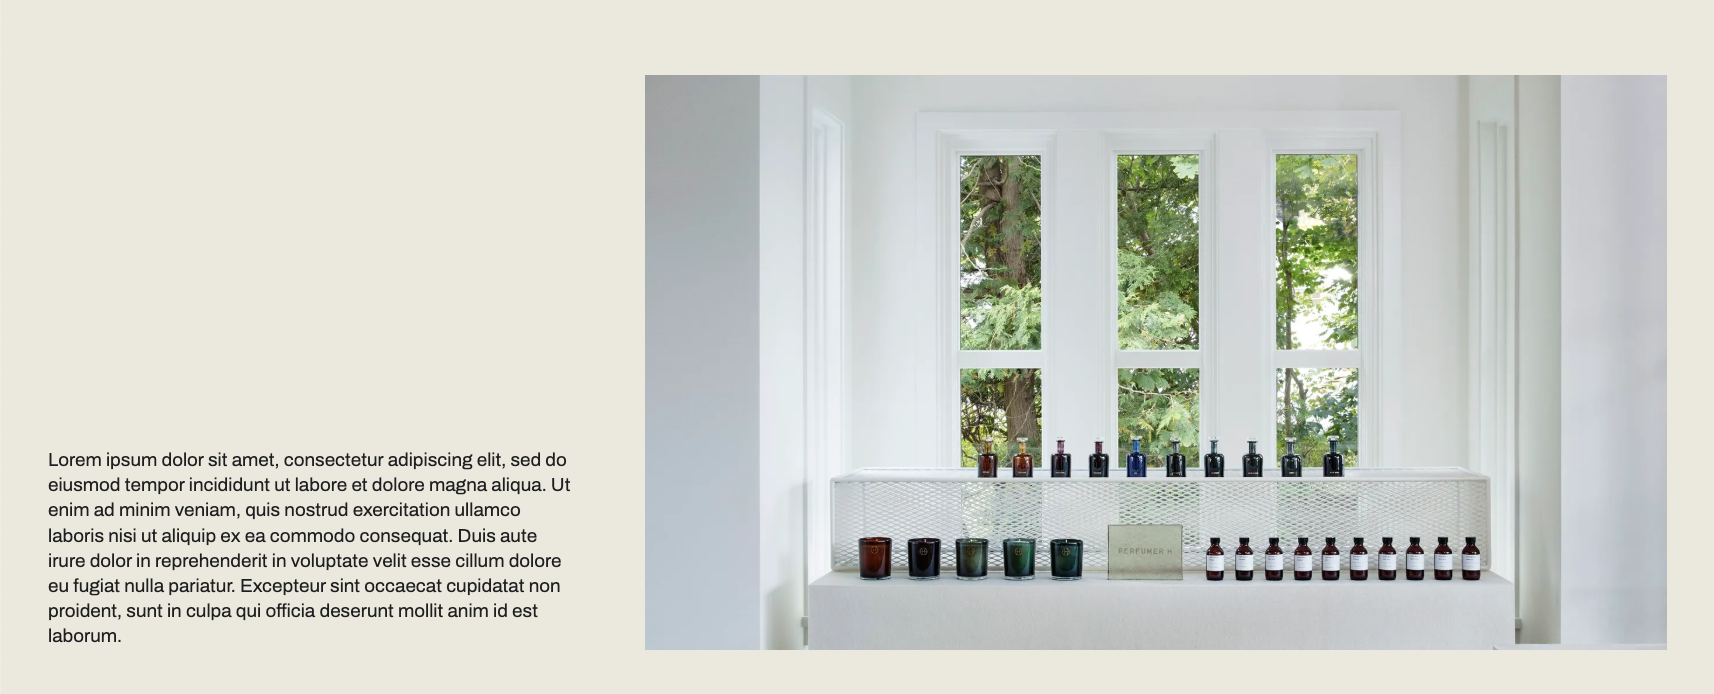 Lorem ipsum dolor sit amet, consectetur adipiscing elit, sed do
eiusmod tempor incididunt ut labore et dolore magna aliqua. Ut
enim ad minim veniam, quis nostrud exercitation ullamco
laboris nisi ut aliquip ex ea commodo consequat. Duis aute
irure dolor in reprehenderit in voluptate velit esse cillum dolore
eu fugiat nulla pariatur. Excepteur sint occaecat cupidatat non
proident, sunt in culpa qui officia deserunt mollit anim id est
laborum.
PERFUMER H